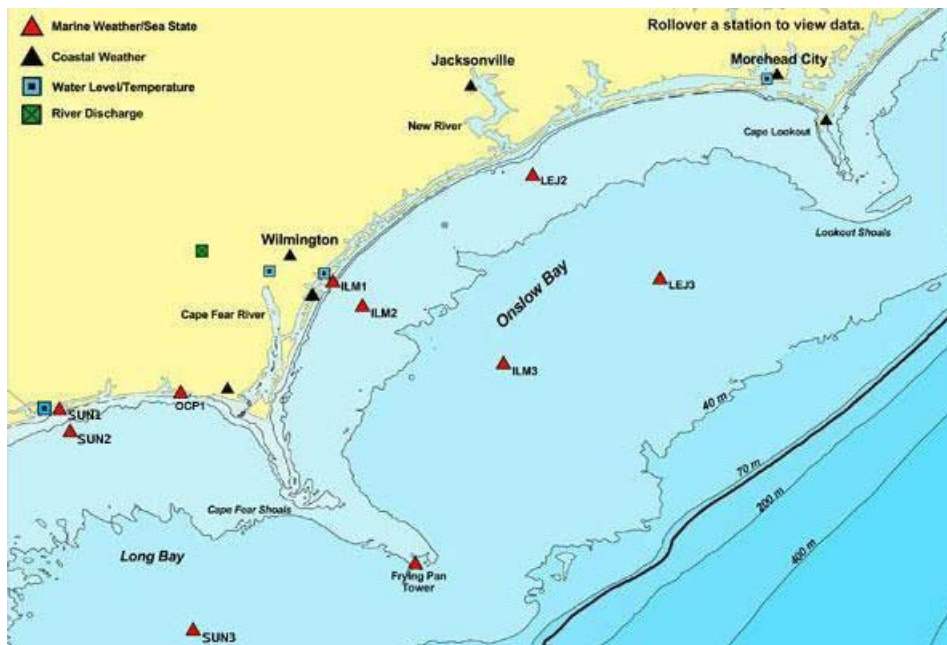 Marine Weather/Sea State
Rollover a station to view data.
Coastal Weather
Water Level/Temperature
River Discharge
Jacksonville
Morehead City
New River
Cape Lookout
LEJ2
Lookout Shoals
Wilmington
Onslow Bay
ILM1
LEJ3
Cape Fear River
ILM2
ILM3
40 m
OCP1
SUN1
SUN2
70 m
200 m
400 m
Cape Fear Shoals
Long Bay
Frying Pan
Tower
SUN3